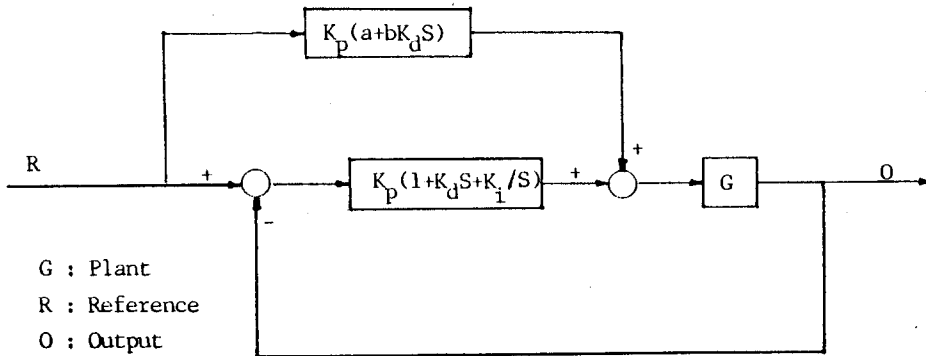 K_p(a+bK_dS)
+
R
+
K_p(1+K_dS+K_i/S)
+
G
O
-
G : Plant
R : Reference
O : Output